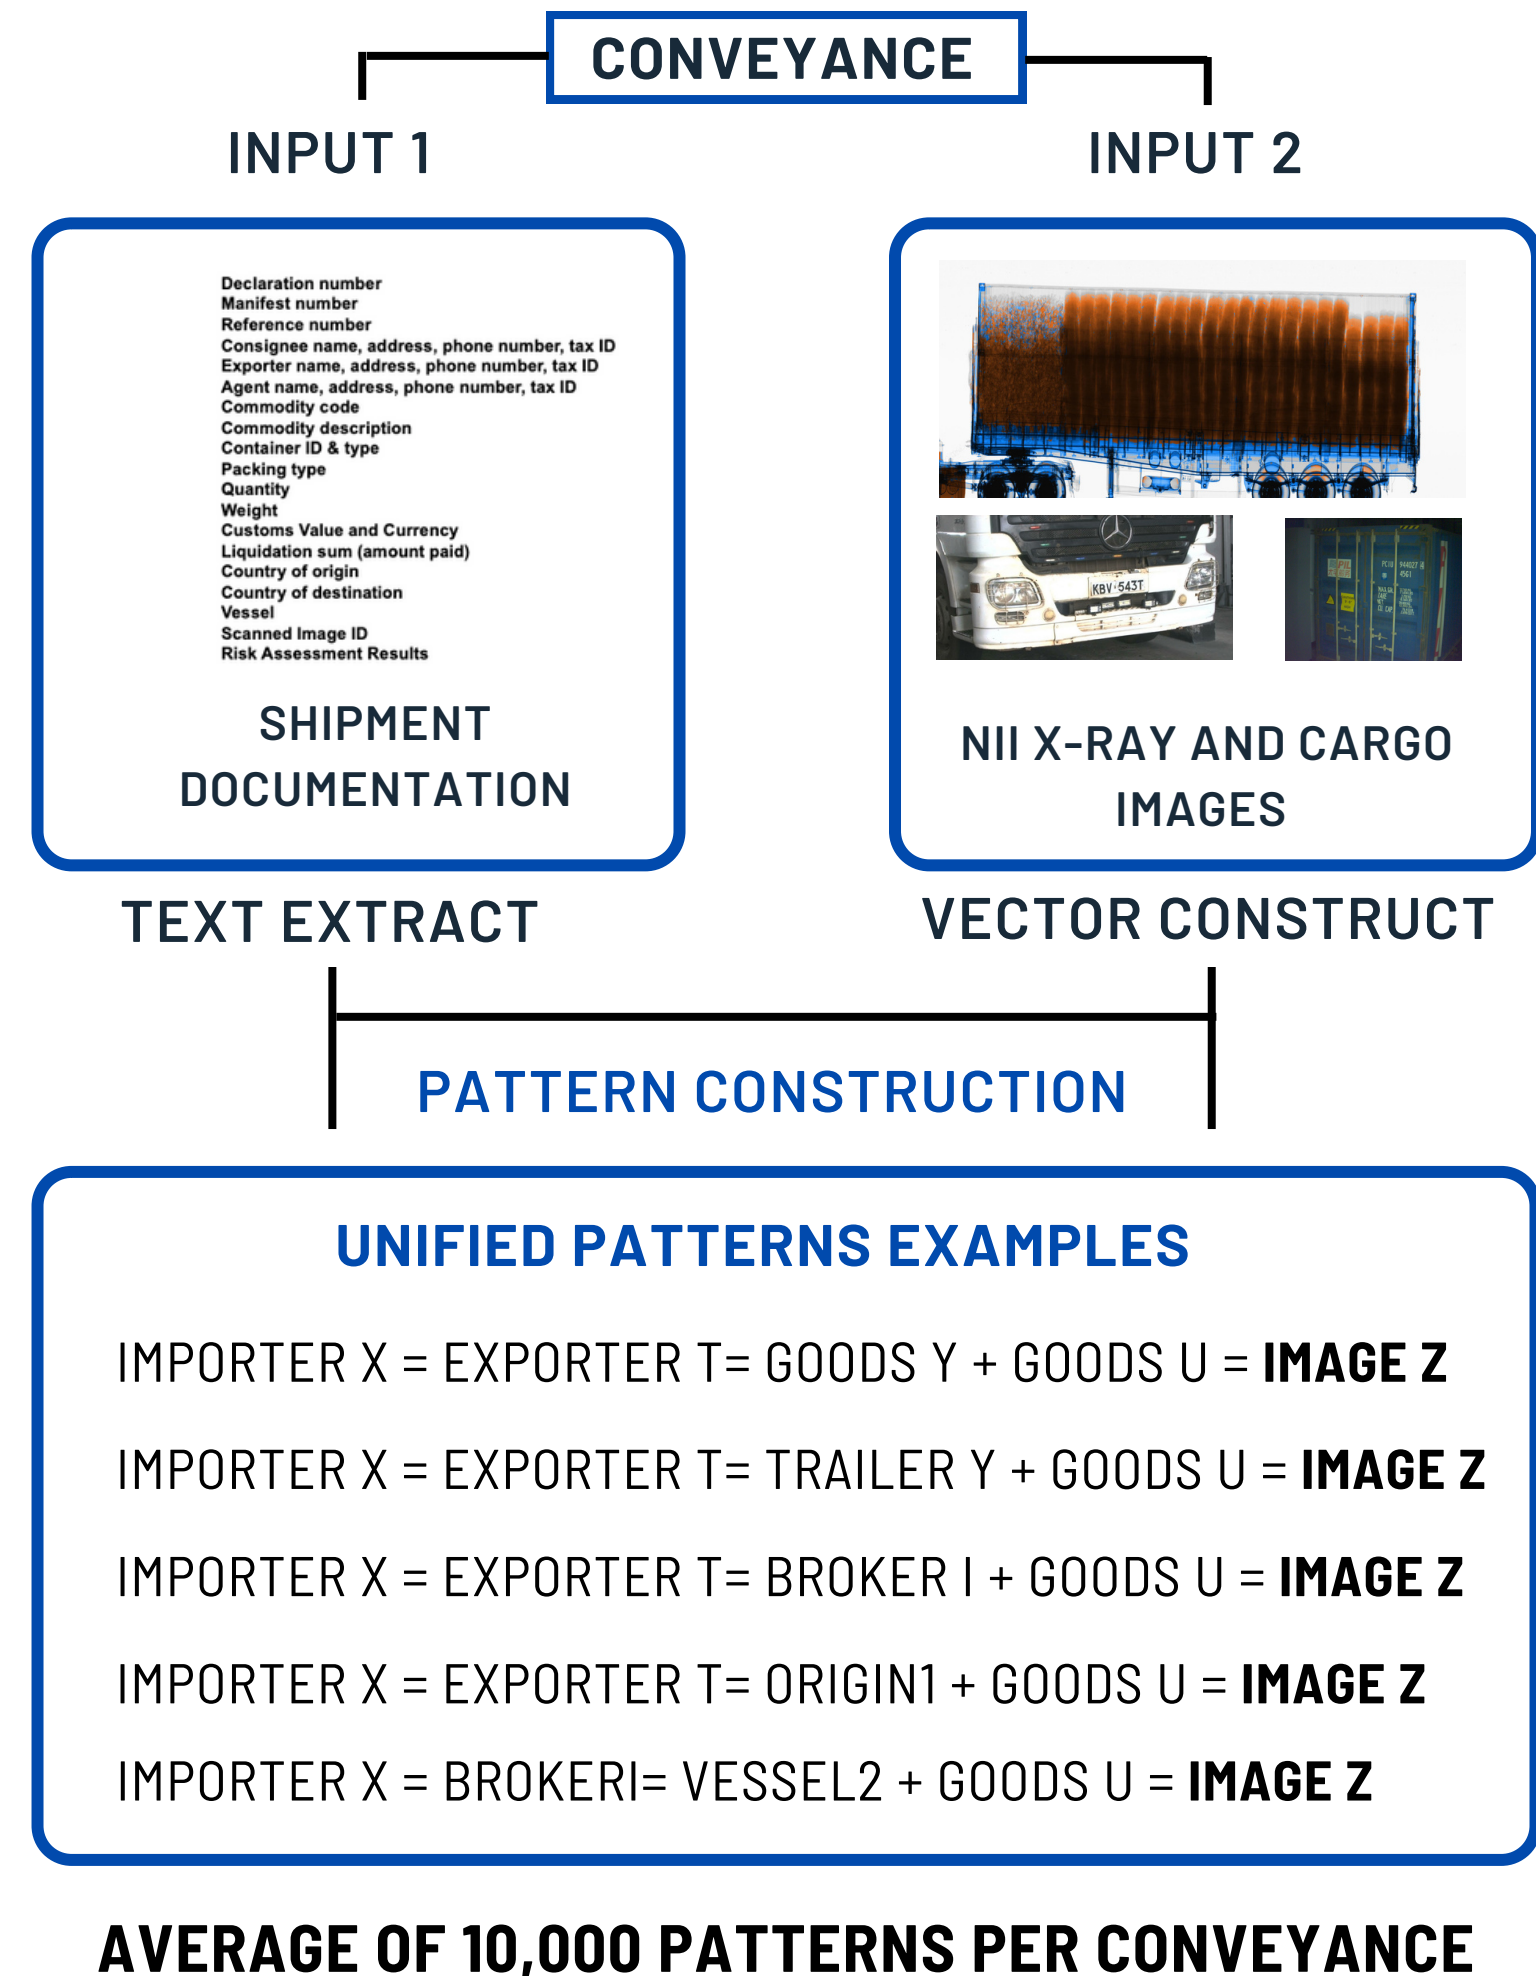 CONVEYANCE
INPUT 1
INPUT 2
Declaration number
Manifest number
Reference number
Consignee name, address, phone number, tax ID
Exporter name, address, phone number, tax ID
Agent name, address, phone number, tax ID
Commodity code
Commodity description
Container ID & type
Packing type
Quantity
Weight
Customs Value and Currency
Liquidation sum (amount paid)
Country of origin
Country of destination
Vessel
Scanned Image ID
Risk Assessment Results
SHIPMENT
DOCUMENTATION
KBV 543T
PCIU 944027
45G1
NII X-RAY AND CARGO
IMAGES
TEXT EXTRACT
VECTOR CONSTRUCT
PATTERN CONSTRUCTION
UNIFIED PATTERNS EXAMPLES
IMPORTER X = EXPORTER T= GOODS Y + GOODS U = IMAGE Z
IMPORTER X = EXPORTER T= TRAILER Y + GOODS U = IMAGE Z
IMPORTER X = EXPORTER T= BROKER I + GOODS U = IMAGE Z
IMPORTER X = EXPORTER T= ORIGIN1 + GOODS U = IMAGE Z
IMPORTER X = BROKERI= VESSEL2 + GOODS U = IMAGE Z
AVERAGE OF 10,000 PATTERNS PER CONVEYANCE